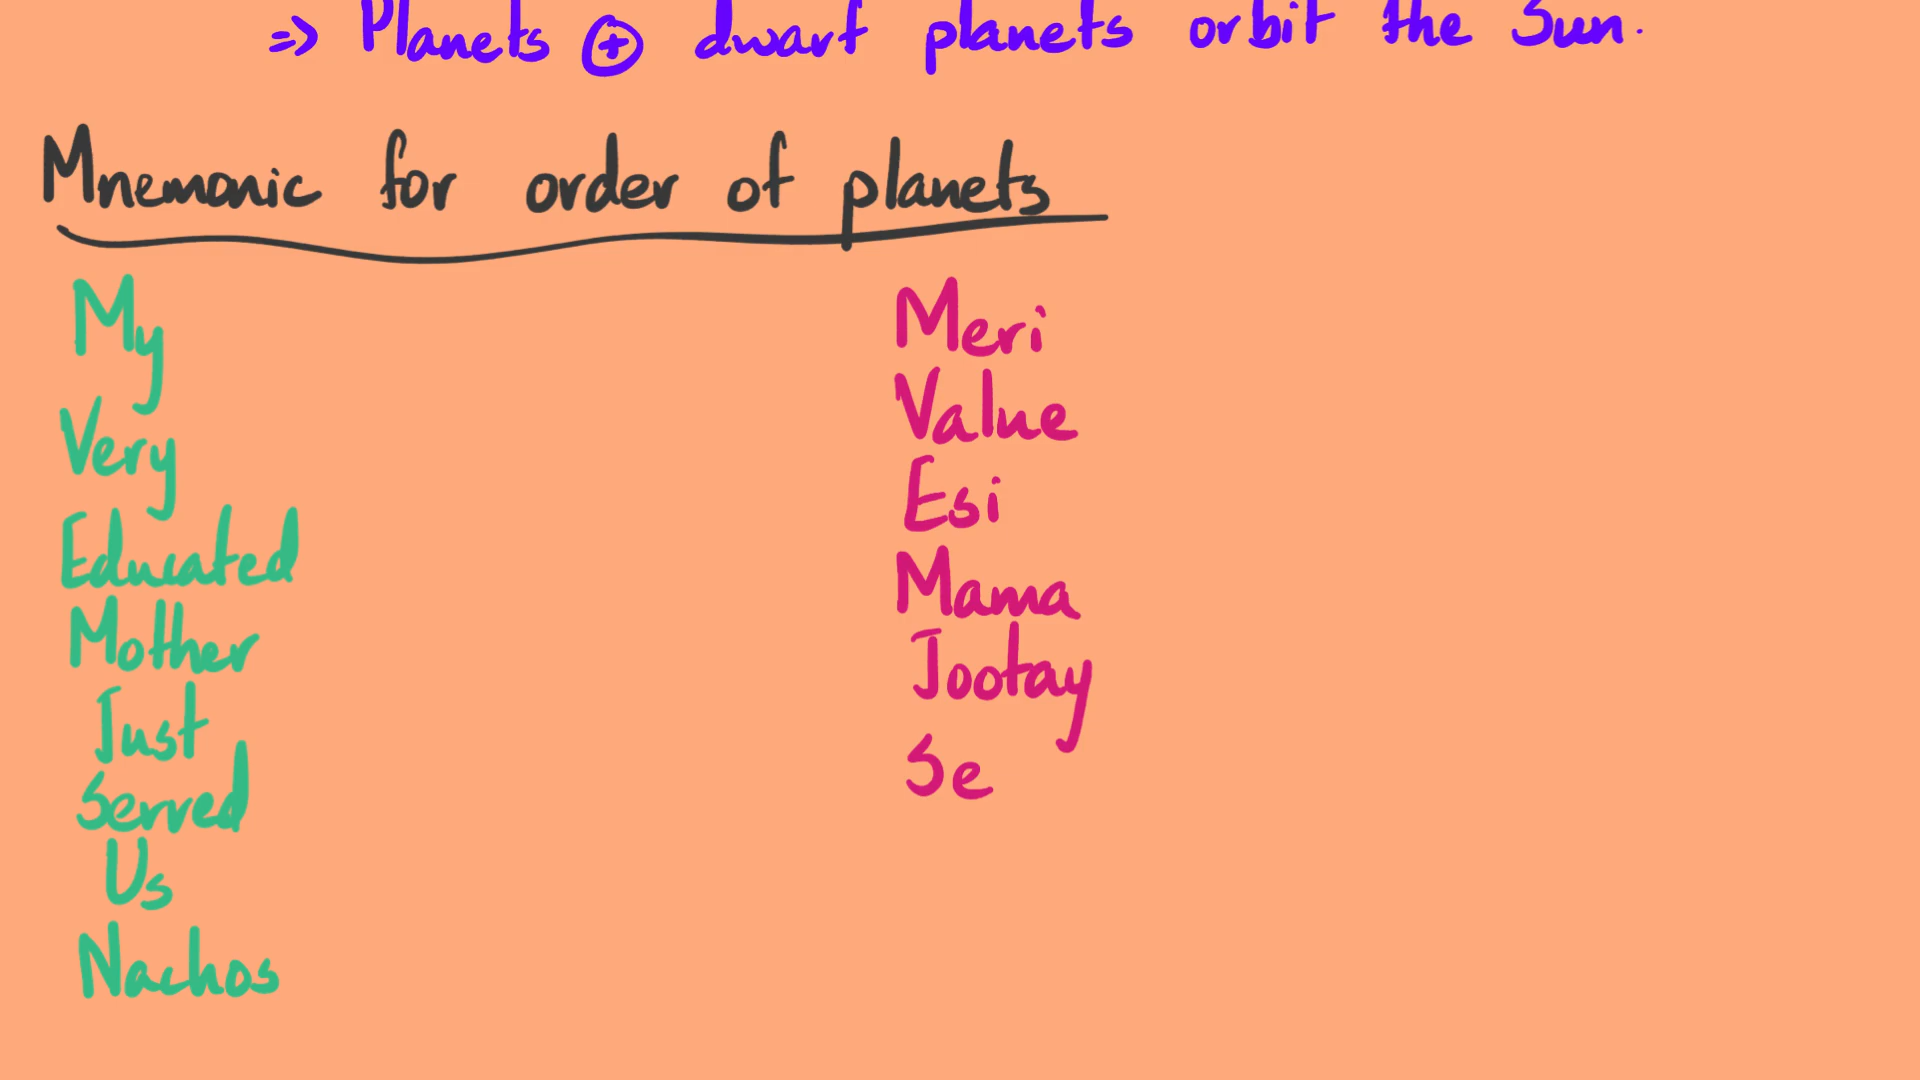 => Planets ⊕ dwarf planets orbit the Sun.
Mnemonic for order of planets
My
Very
Educated
Mother
Just
Served
Us
Nachos
Meri
Value
Esi
Mama
Jootay
Se